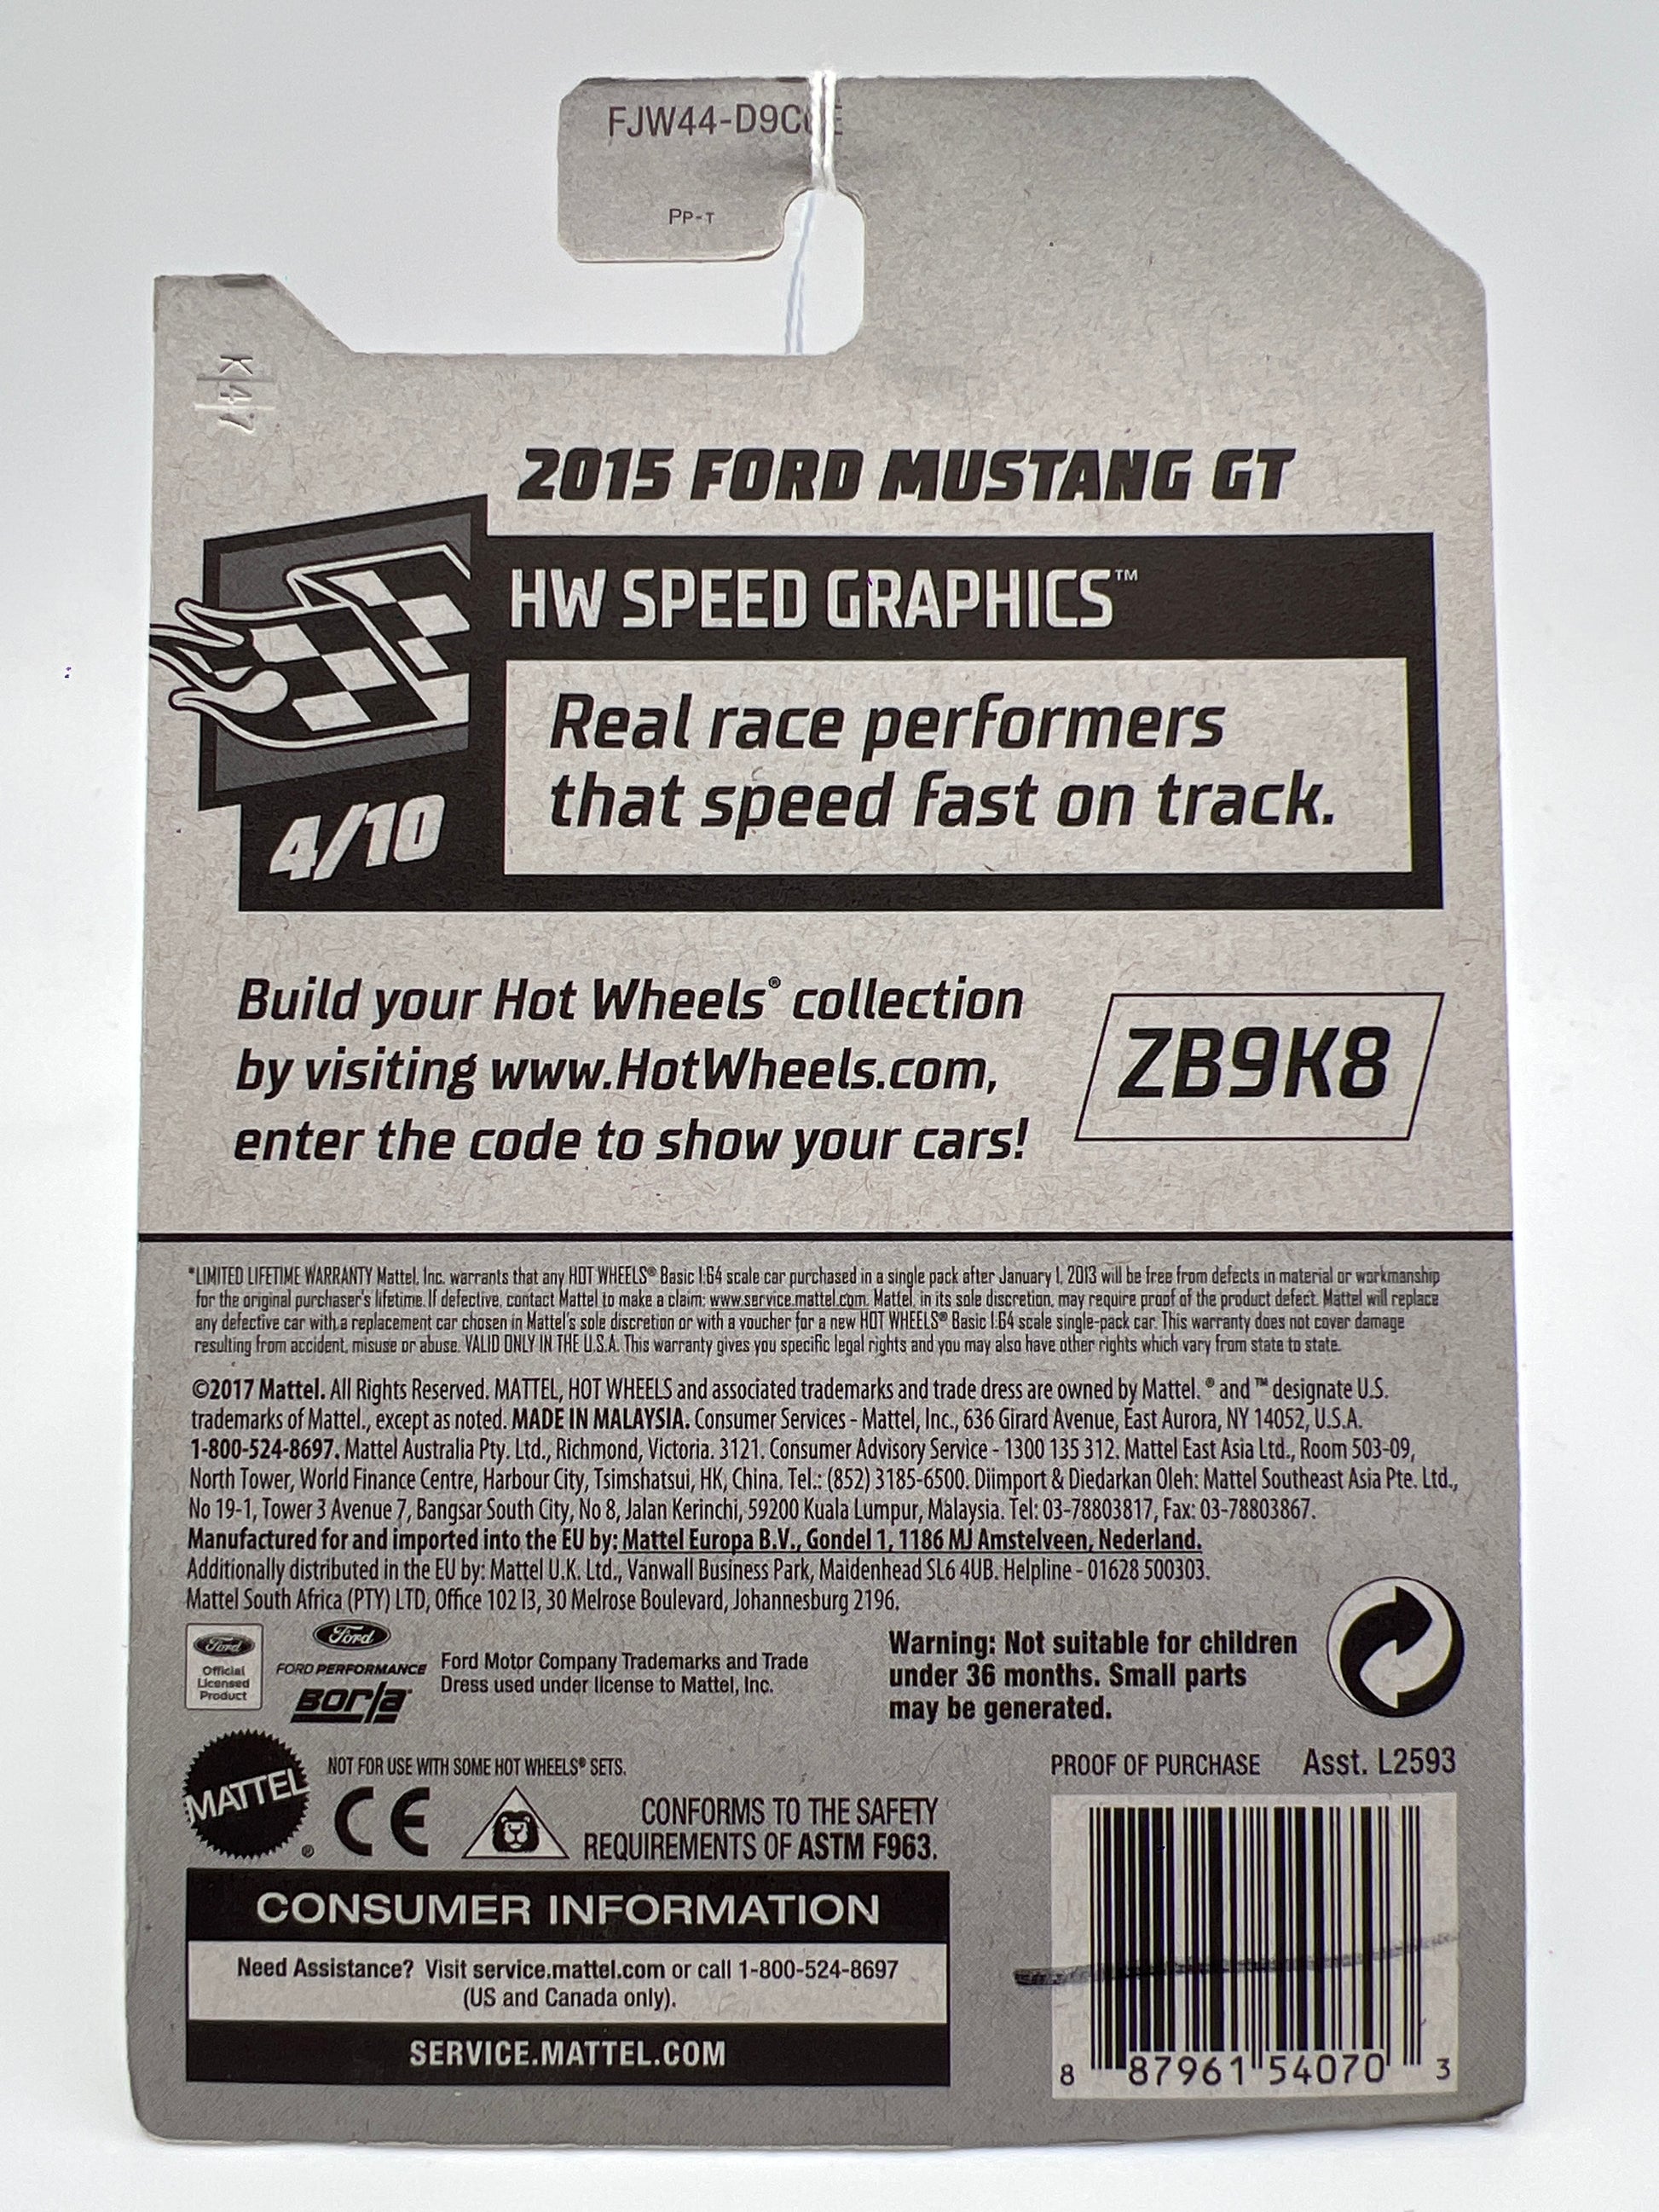 FJW44-D9C
PP-T
K47
2015 FORD MUSTANG GT
HW SPEED GRAPHICS™
Real race performers
that speed fast on track.
4/10
Build your Hot Wheels® collection
by visiting www.HotWheels.com,
enter the code to show your cars!
ZB9K8
*LIMITED LIFETIME WARRANTY Mattel, Inc. warrants that any HOT WHEELS® Basic 1:64 scale car purchased in a single pack after January 1, 2013 will be free from defects in material or workmanship
for the original purchaser's lifetime. If defective, contact Mattel to make a claim: www.service.mattel.com. Mattel, in its sole discretion, may require proof of the product defect. Mattel will replace
any defective car with a replacement car chosen in Mattel's sole discretion or with a voucher for a new HOT WHEELS® Basic 1:64 scale single-pack car. This warranty does not cover damage
resulting from accident, misuse or abuse. VALID ONLY IN THE U.S.A. This warranty gives you specific legal rights and you may also have other rights which vary from state to state.
©2017 Mattel. All Rights Reserved. MATTEL, HOT WHEELS and associated trademarks and trade dress are owned by Mattel. ® and ™ designate U.S.
trademarks of Mattel., except as noted. MADE IN MALAYSIA. Consumer Services - Mattel, Inc., 636 Girard Avenue, East Aurora, NY 14052, U.S.A.
1-800-524-8697. Mattel Australia Pty. Ltd., Richmond, Victoria. 3121. Consumer Advisory Service - 1300 135 312. Mattel East Asia Ltd., Room 503-09,
North Tower, World Finance Centre, Harbour City, Tsimshatsui, HK, China. Tel.: (852) 3185-6500. Diimport & Diedarkan Oleh: Mattel Southeast Asia Pte. Ltd.,
No 19-1, Tower 3 Avenue 7, Bangsar South City, No 8, Jalan Kerinchi, 59200 Kuala Lumpur, Malaysia. Tel: 03-78803817, Fax: 03-78803867.
Manufactured for and imported into the EU by: Mattel Europa B.V., Gondel 1, 1186 MJ Amstelveen, Nederland.
Additionally distributed in the EU by: Mattel U.K. Ltd., Vanwall Business Park, Maidenhead SL6 4UB. Helpline - 01628 500303.
Mattel South Africa (PTY) LTD, Office 102 I3, 30 Melrose Boulevard, Johannesburg 2196.
Ford
Official
Licensed
Product
Ford
FORD PERFORMANCE
BORLA
Ford Motor Company Trademarks and Trade
Dress used under license to Mattel, Inc.
Warning: Not suitable for children
under 36 months. Small parts
may be generated.
MATTEL®
NOT FOR USE WITH SOME HOT WHEELS® SETS.
CE
CONFORMS TO THE SAFETY
REQUIREMENTS OF ASTM F963.
PROOF OF PURCHASE Asst. L2593
CONSUMER INFORMATION
Need Assistance? Visit service.mattel.com or call 1-800-524-8697
(US and Canada only).
SERVICE.MATTEL.COM
8 87961 54070 3